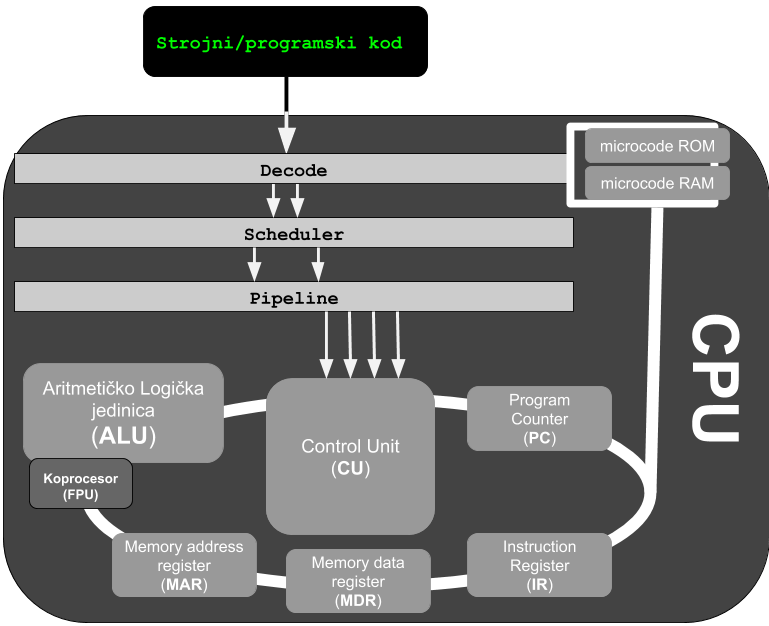 Strojni/programski kod
microcode ROM
microcode RAM
Decode
Scheduler
Pipeline
CPU
Aritmetičko Logička
jedinica
(ALU)
Koprocesor
(FPU)
Control Unit
(CU)
Program
Counter
(PC)
Memory address
register
(MAR)
Memory data
register
(MDR)
Instruction
Register
(IR)